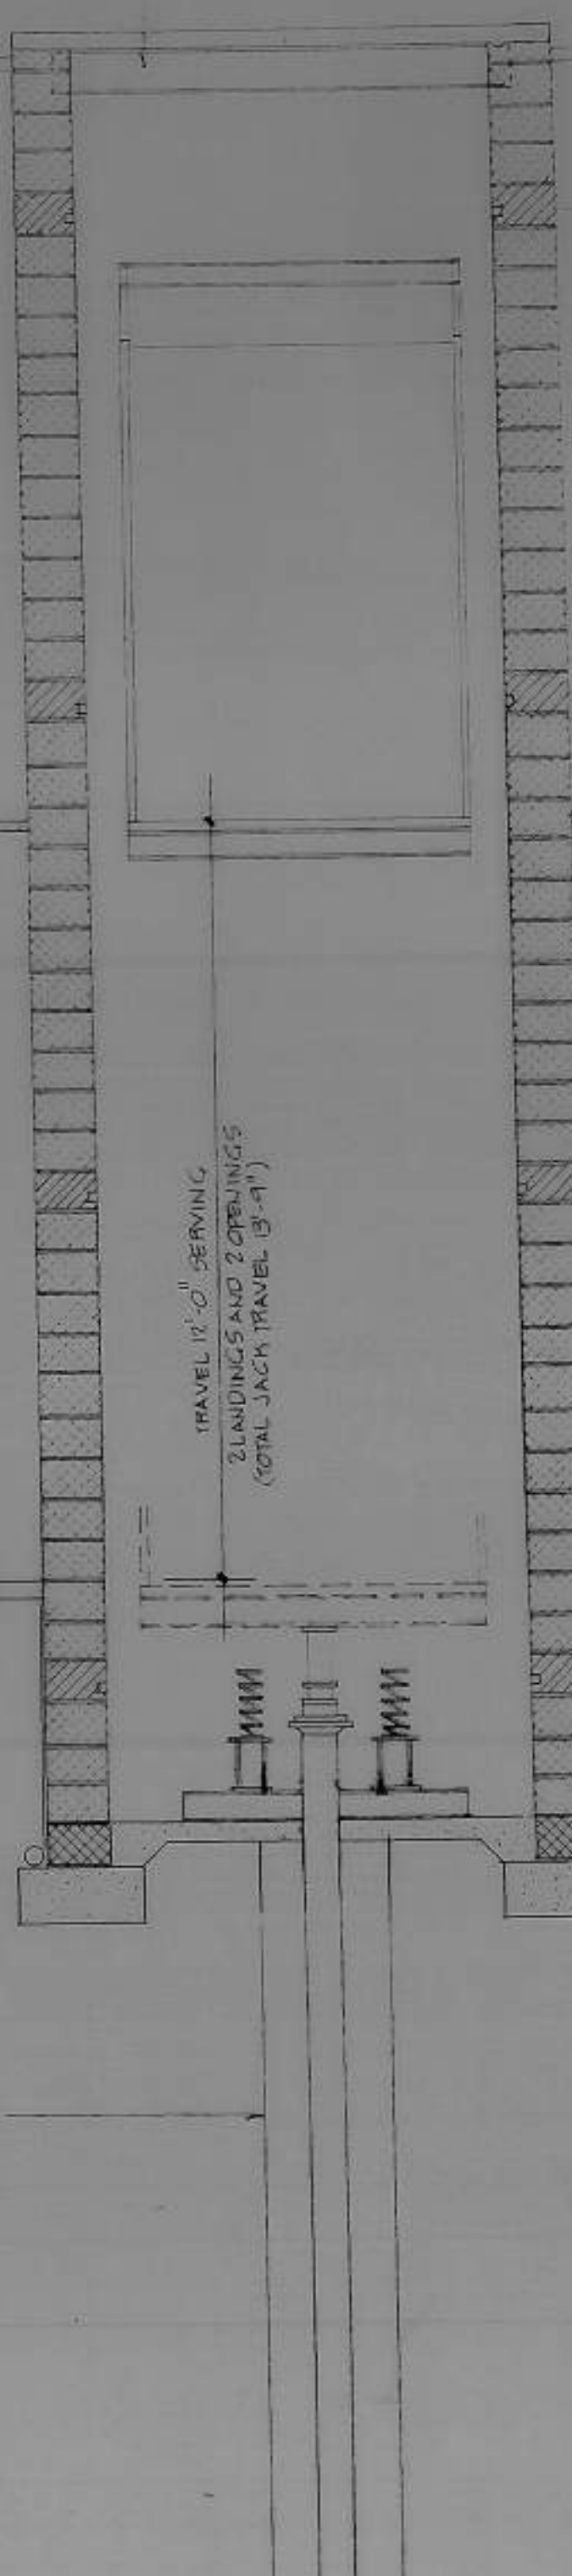 TRAVEL 12'-0" SERVING
2 LANDINGS AND 2 OPENINGS
(TOTAL JACK TRAVEL 13'-9")